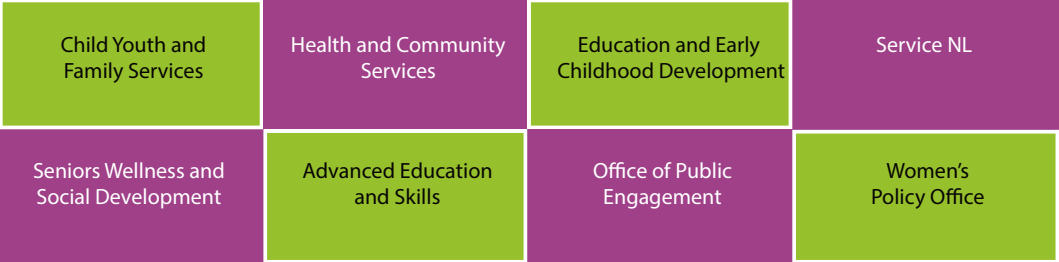 Child Youth and
Family Services
Health and Community
Services
Education and Early
Childhood Development
Service NL
Seniors Wellness and
Social Development
Advanced Education
and Skills
Office of Public
Engagement
Women's
Policy Office